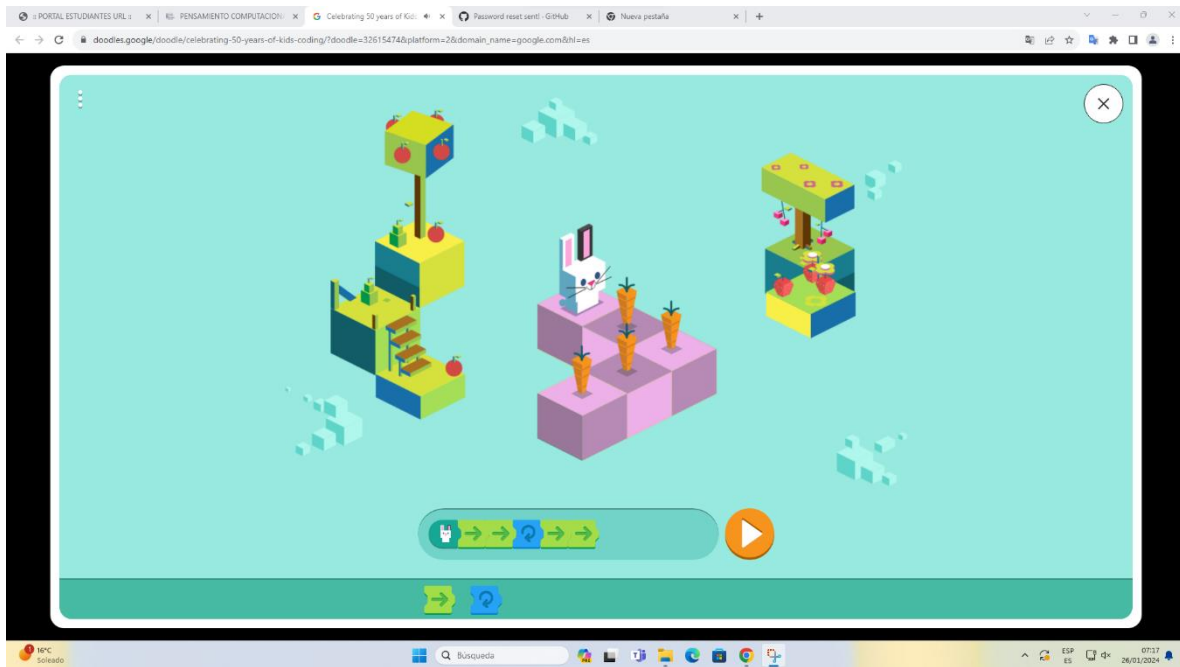 :: PORTAL ESTUDIANTES URL ::
PENSAMIENTO COMPUTACION
Celebrating 50 years of Kids
Password reset sent! · GitHub
Nueva pestaña
doodles.google/doodle/celebrating-50-years-of-kids-coding/?doodle=32615474&platform=2&domain_name=google.com&hl=es
1
16°C
Soleado
Búsqueda
ESP
ES
07:17
26/01/2024